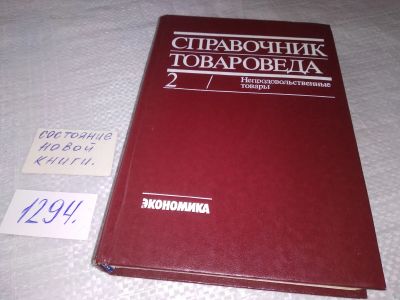 СПРАВОЧНИК
ТОВАРОВЕДА
2 / Непродовольственные
товары
ЭКОНОМИКА
СОСТОЯНИЕ
НОВОЙ
КНИГИ.
1294.